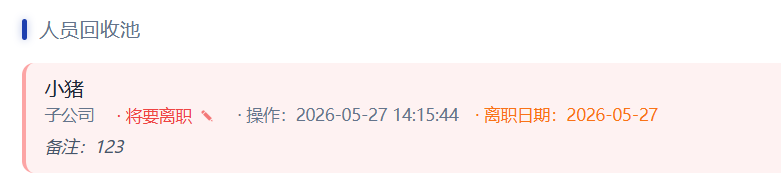 人员回收池
小猪
子公司 · 将要离职 · 操作：2026-05-27 14:15:44 · 离职日期：2026-05-27
备注：123